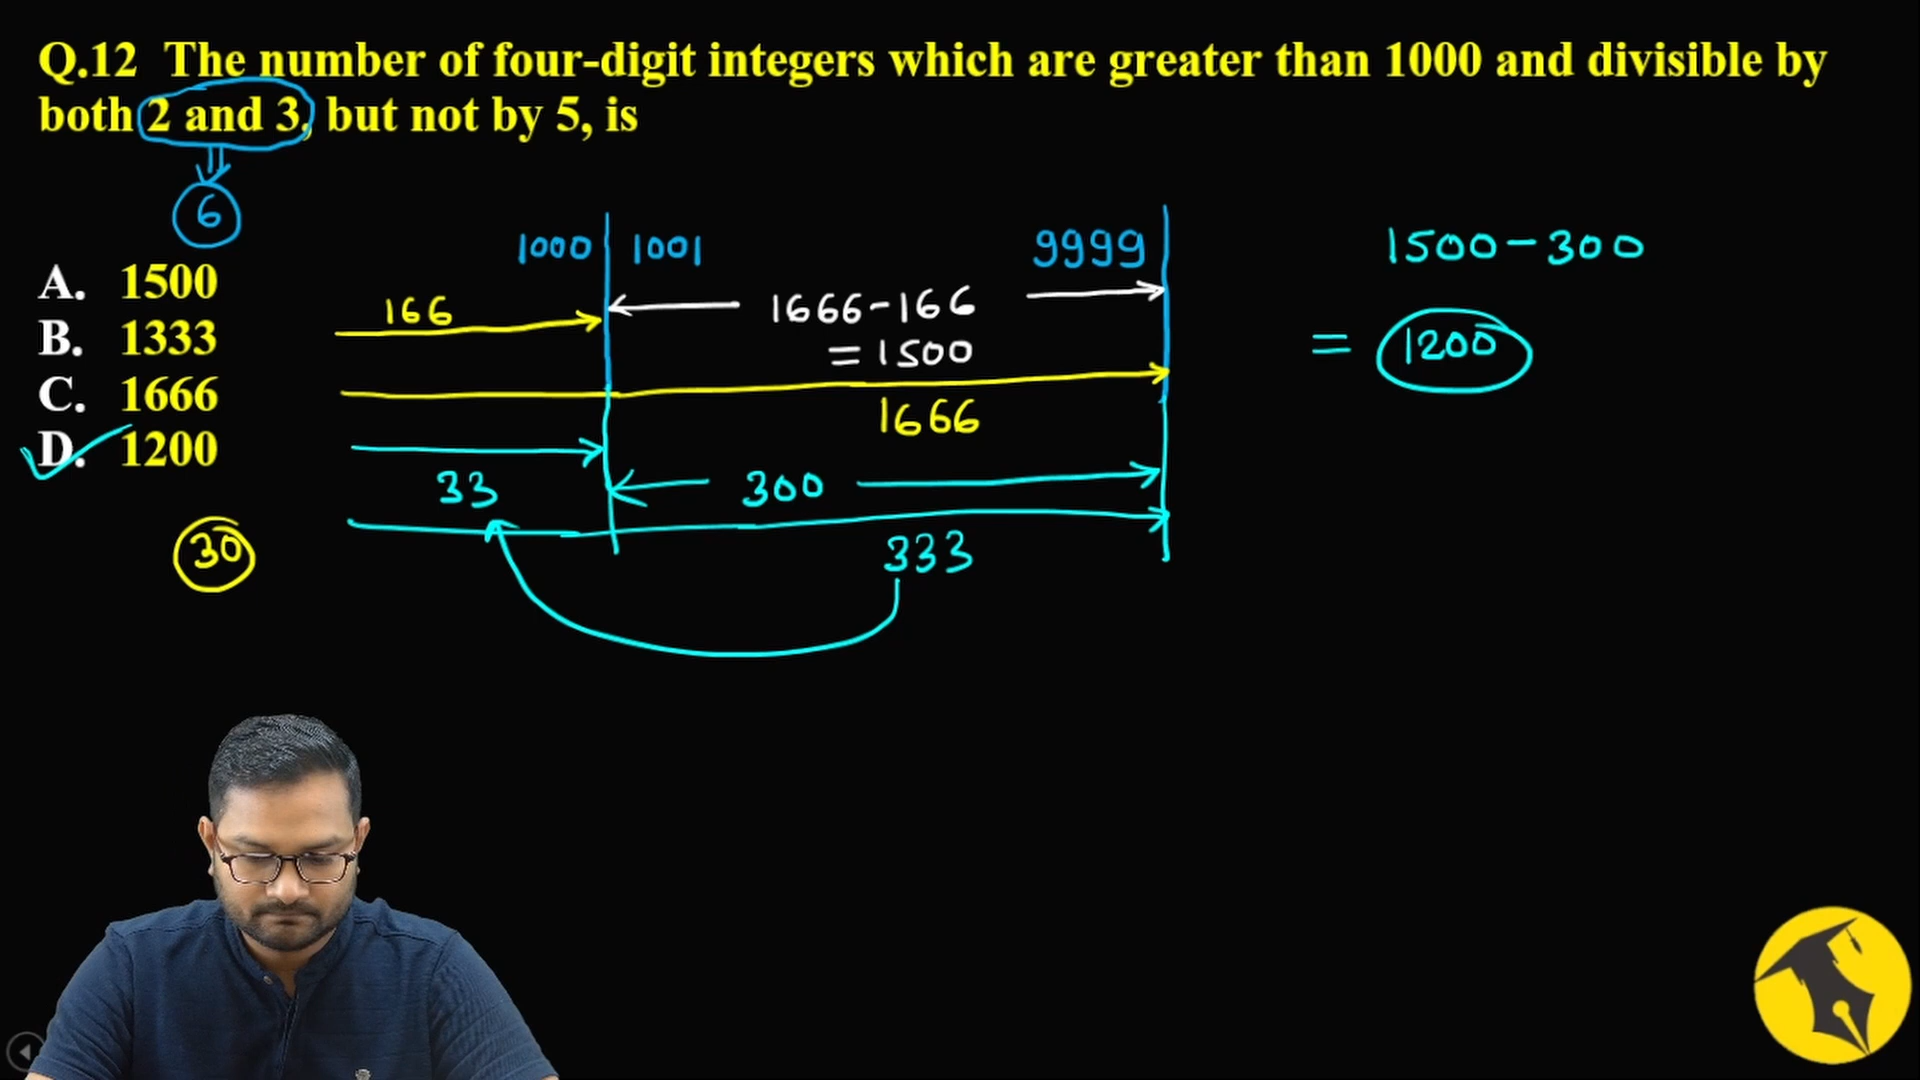 Q.12 The number of four-digit integers which are greater than 1000 and divisible by
both 2 and 3, but not by 5, is
6
A. 1500
B. 1333
C. 1666
D. 1200
30
1000 1001 9999
166
1666-166
= 1500
1666
33
300
333
1500-300
= 1200